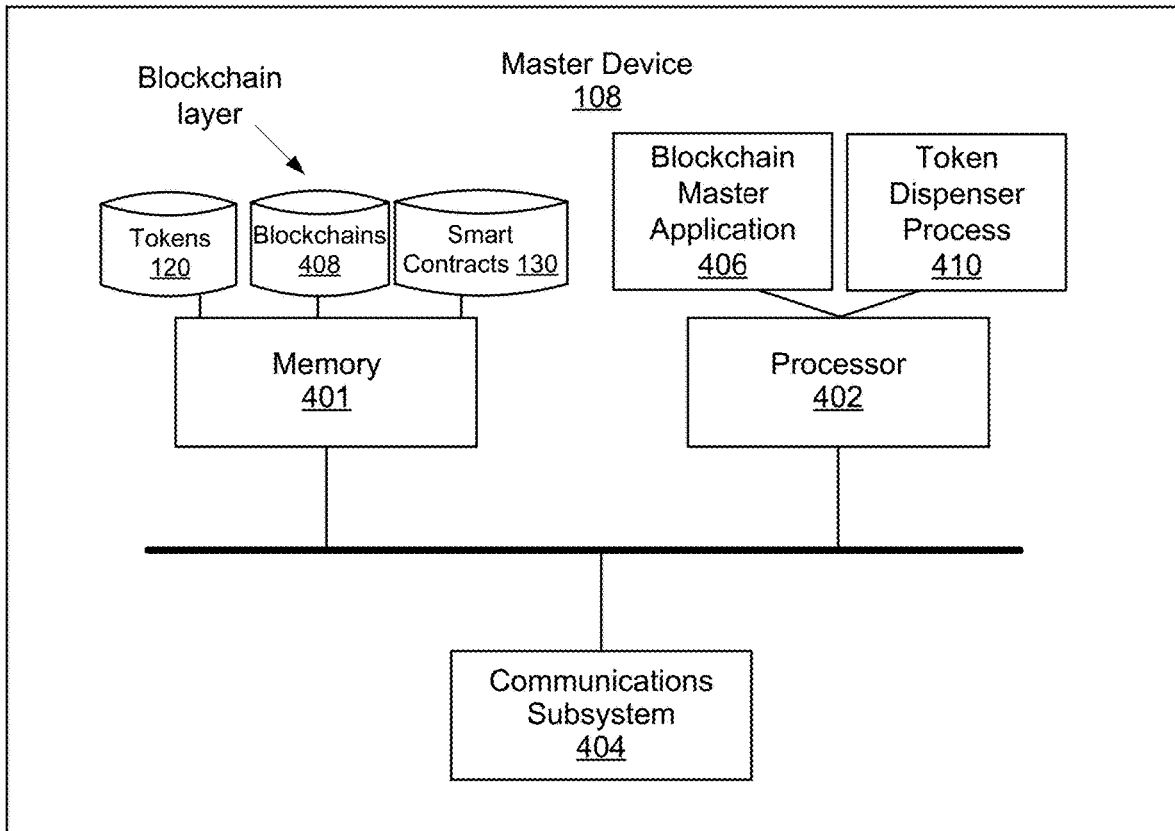 Master Device
108
Blockchain
layer
Tokens
120
Blockchains
408
Smart
Contracts 130
Blockchain
Master
Application
406
Token
Dispenser
Process
410
Memory
401
Processor
402
Communications
Subsystem
404